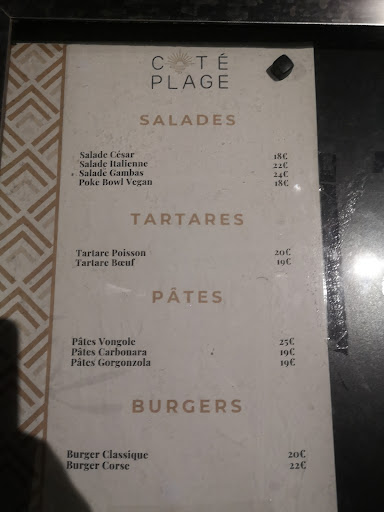 CÔTÉ
PLAGE
SALADES
Salade César 18€
Salade Italienne 22€
Salade Gambas 24€
Poke Bowl Vegan 18€
TARTARES
Tartare Poisson 20€
Tartare Bœuf 19€
PÂTES
Pâtes Vongole 25€
Pâtes Carbonara 19€
Pâtes Gorgonzola 19€
BURGERS
Burger Classique 20€
Burger Corse 22€